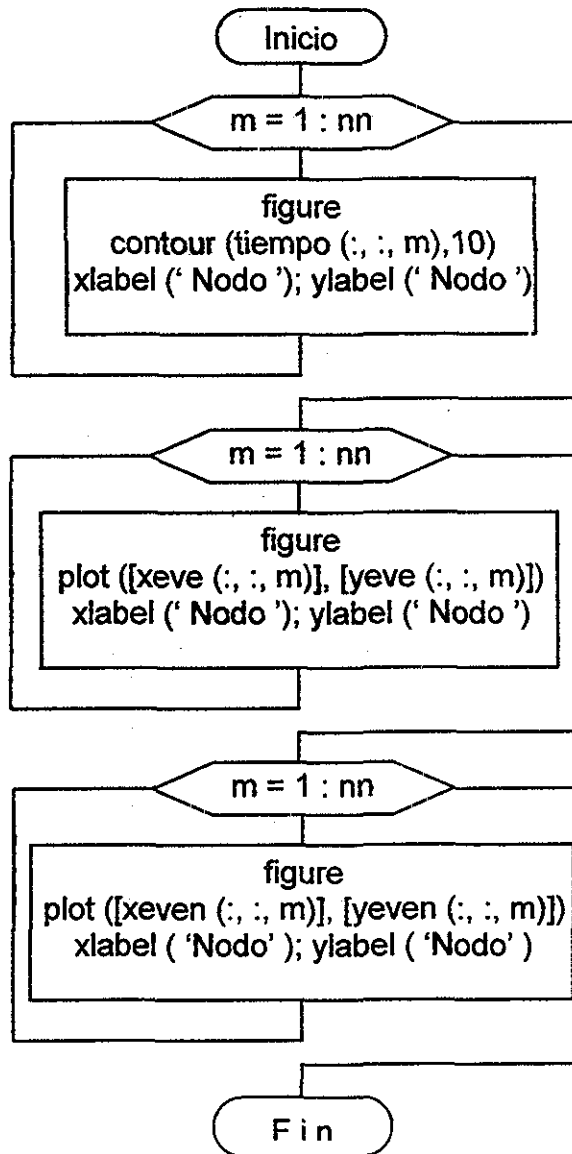 Inicio
m = 1 : nn
figure
contour (tiempo (:, :, m),10)
xlabel (‘ Nodo ’); ylabel (‘ Nodo ’)
m = 1 : nn
figure
plot ([xeve (:, :, m)], [yeve (:, :, m)])
xlabel (‘ Nodo ’); ylabel (‘ Nodo ’)
m = 1 : nn
figure
plot ([xeven (:, :, m)], [yeven (:, :, m)])
xlabel ( ‘Nodo’ ); ylabel ( ‘Nodo’ )
F i n